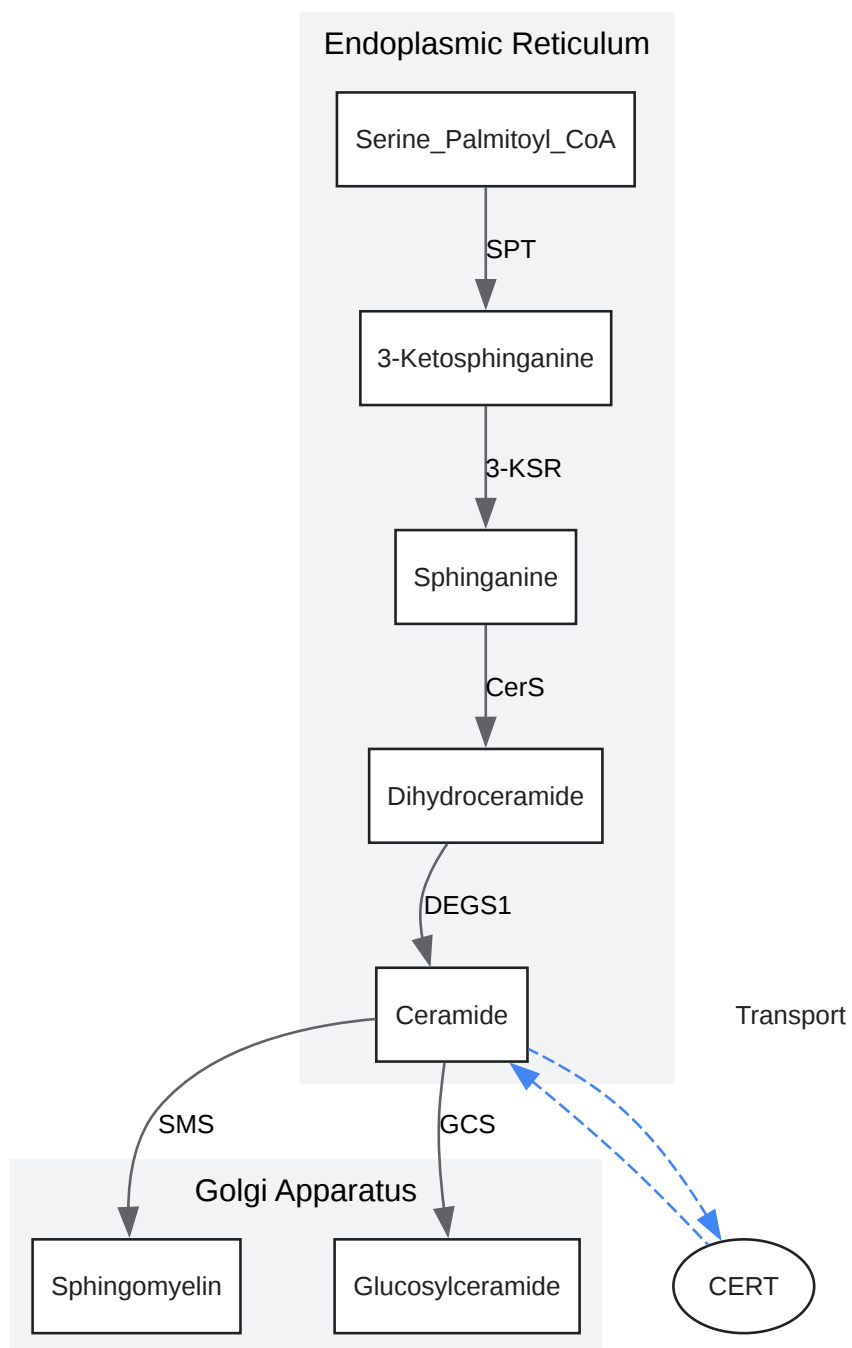 Endoplasmic Reticulum
Serine_Palmitoyl_CoA
SPT
3-Ketosphinganine
3-KSR
Sphinganine
CerS
Dihydroceramide
DEGS1
Ceramide
Transport
SMS
GCS
Golgi Apparatus
Sphingomyelin
Glucosylceramide
CERT